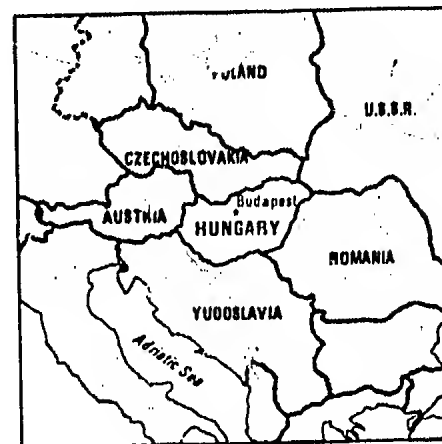 POLAND
U.S.S.R.
CZECHOSLOVAKIA
Budapest
AUSTRIA
HUNGARY
ROMANIA
YUGOSLAVIA
Adriatic Sea